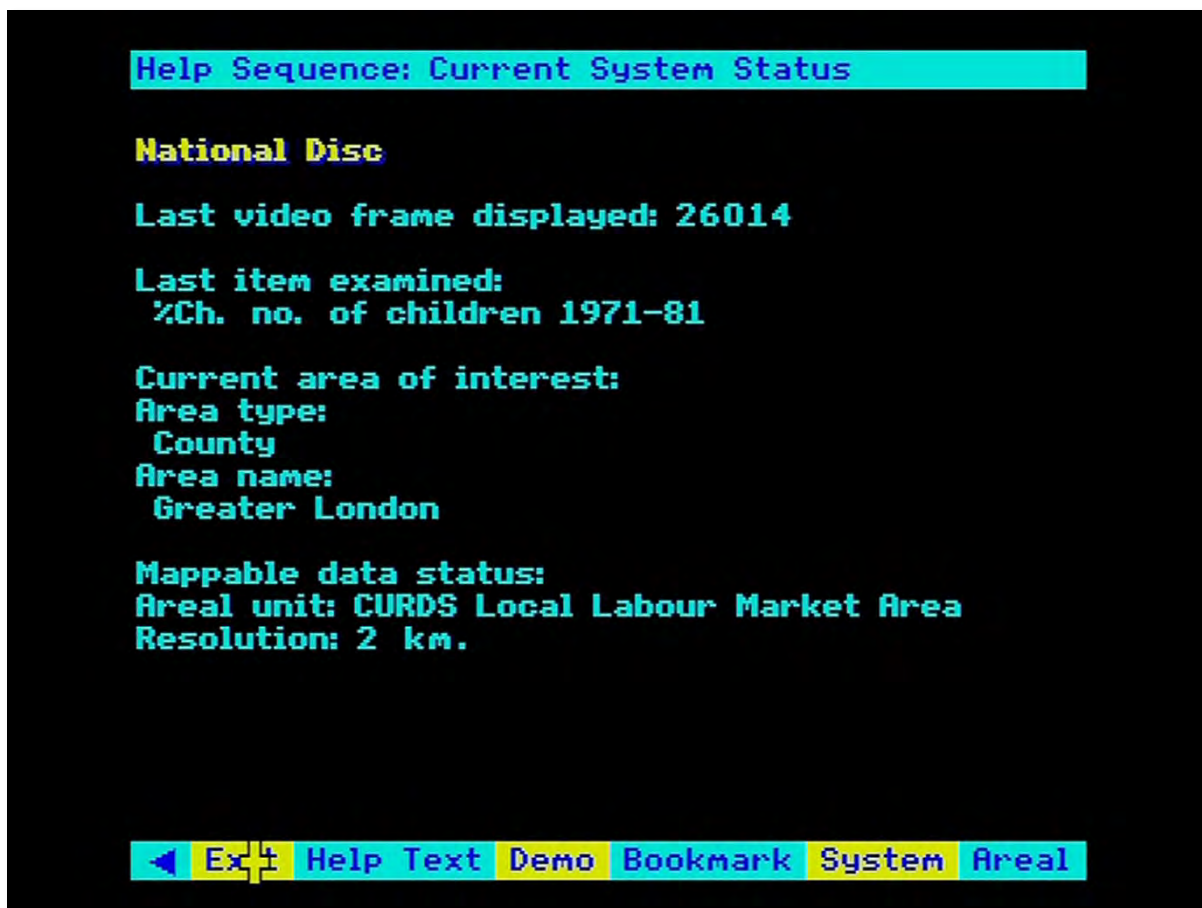 Help Sequence: Current System Status
National Disc
Last video frame displayed: 26014
Last item examined:
%Ch. no. of children 1971-81
Current area of interest:
Area type:
County
Area name:
Greater London
Mappable data status:
Areal unit: CURDS Local Labour Market Area
Resolution: 2 km.
◄ Exit Help Text Demo Bookmark System Areal